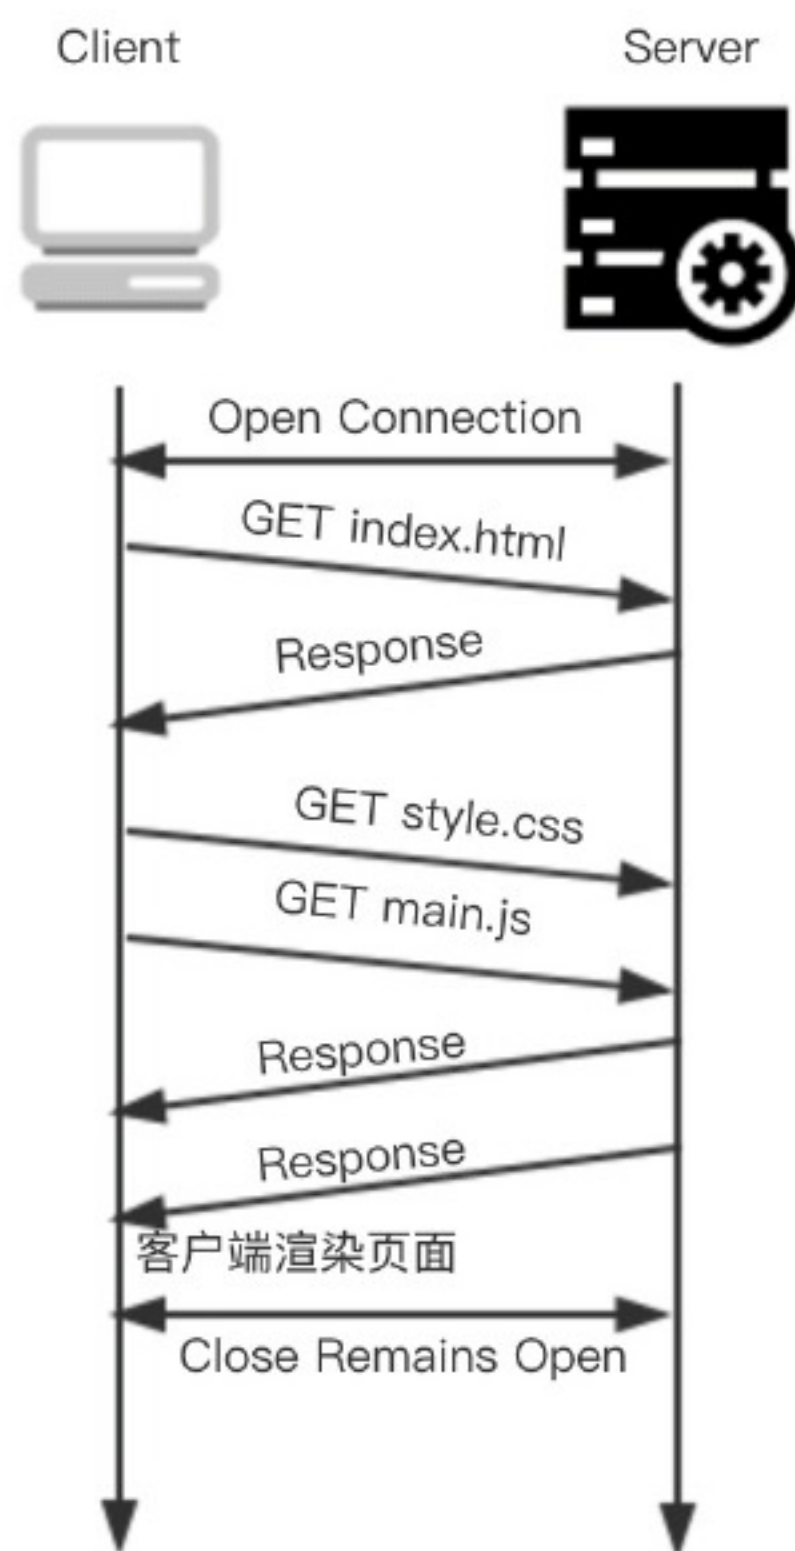 Client
Server
Open Connection
GET index.html
Response
GET style.css
GET main.js
Response
Response
客户端渲染页面
Close Remains Open